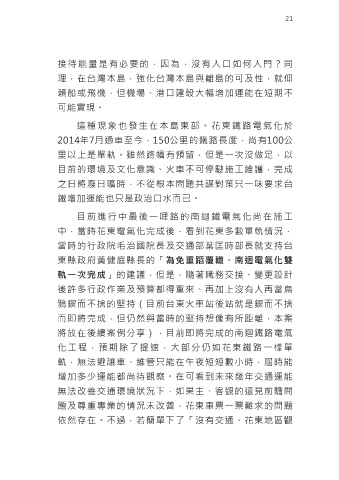 21
接待能量是有必要的，因為，沒有人口如何入門？同
理，在台灣本島，強化台灣本島與離島的可及性，就仰
賴船或飛機，但機場、港口建設大幅增加運能在短期不
可能實現。
這種現象也發生在本島東部。花東鐵路電氣化於
2014年7月通車至今，150公里的鐵路長度，尚有100公
里以上是單軌。雖然路幅有預留，但是一次沒做足，以
目前的環境及文化意識、火車不可停駛施工維護，完成
之日將廢日曠時，不從根本問題共謀對策只一味要求台
鐵增加運能也只是政治口水而已。
目前進行中最後一哩路的南迴鐵電氣化尚在施工
中，當時花東電氣化完成後，看到花東多數單軌情況，
當時的行政院毛治國院長及交通部葉匡時部長就支持台
東縣政府黃健庭縣長的「為免重蹈覆轍、南迴電氣化雙
軌一次完成」的建議，但是，隨著職務交接、變更設計
後許多行政作業及預算都得重來、再加上沒有人再當烏
鴉鍥而不捨的堅持（目前台東火車站後站就是鍥而不捨
而即將完成，但仍然與當時的堅持想像有所距離，本案
將放在後續案例分享），目前即將完成的南迴鐵路電氣
化工程，預期除了提速，大部分仍如花東鐵路一樣單
軌，無法避讓車、維管只能在午夜短短數小時，屆時能
增加多少運能都尚待觀察。在可看到未來幾年交通運能
無法改善交通環境狀況下，如果主、客觀的遠見前瞻問
題及尊重專業的情況未改善，花東車票一票難求的問題
依然存在。不過，若簡單下了「沒有交通、花東地區觀